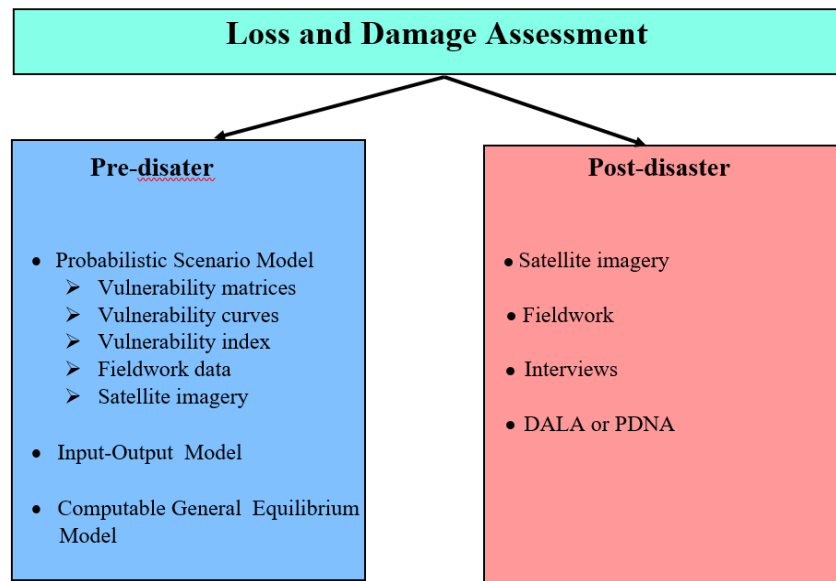 Loss and Damage Assessment
Pre-disater
• Probabilistic Scenario Model
➢ Vulnerability matrices
➢ Vulnerability curves
➢ Vulnerability index
➢ Fieldwork data
➢ Satellite imagery
• Input-Output Model
• Computable General Equilibrium
Model
Post-disaster
• Satellite imagery
• Fieldwork
• Interviews
• DALA or PDNA